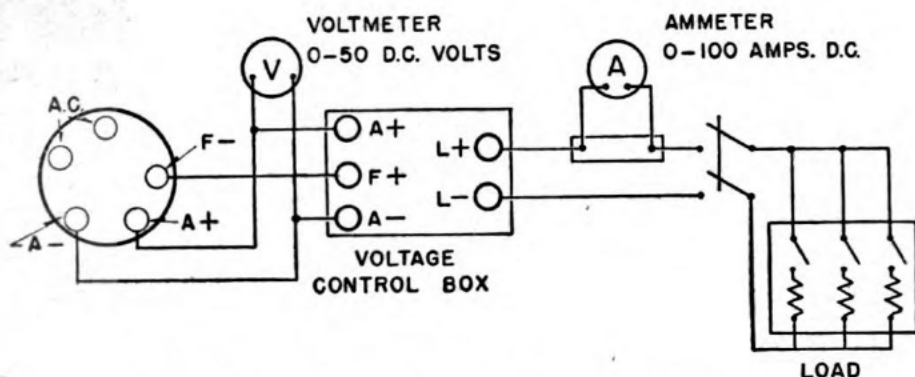 VOLTMETER
0-50 D.C. VOLTS
AMMETER
0-100 AMPS. D.C.
V
A
A.C.
F-
A+
A-
A+
F+
A-
L+
L-
VOLTAGE
CONTROL BOX
LOAD